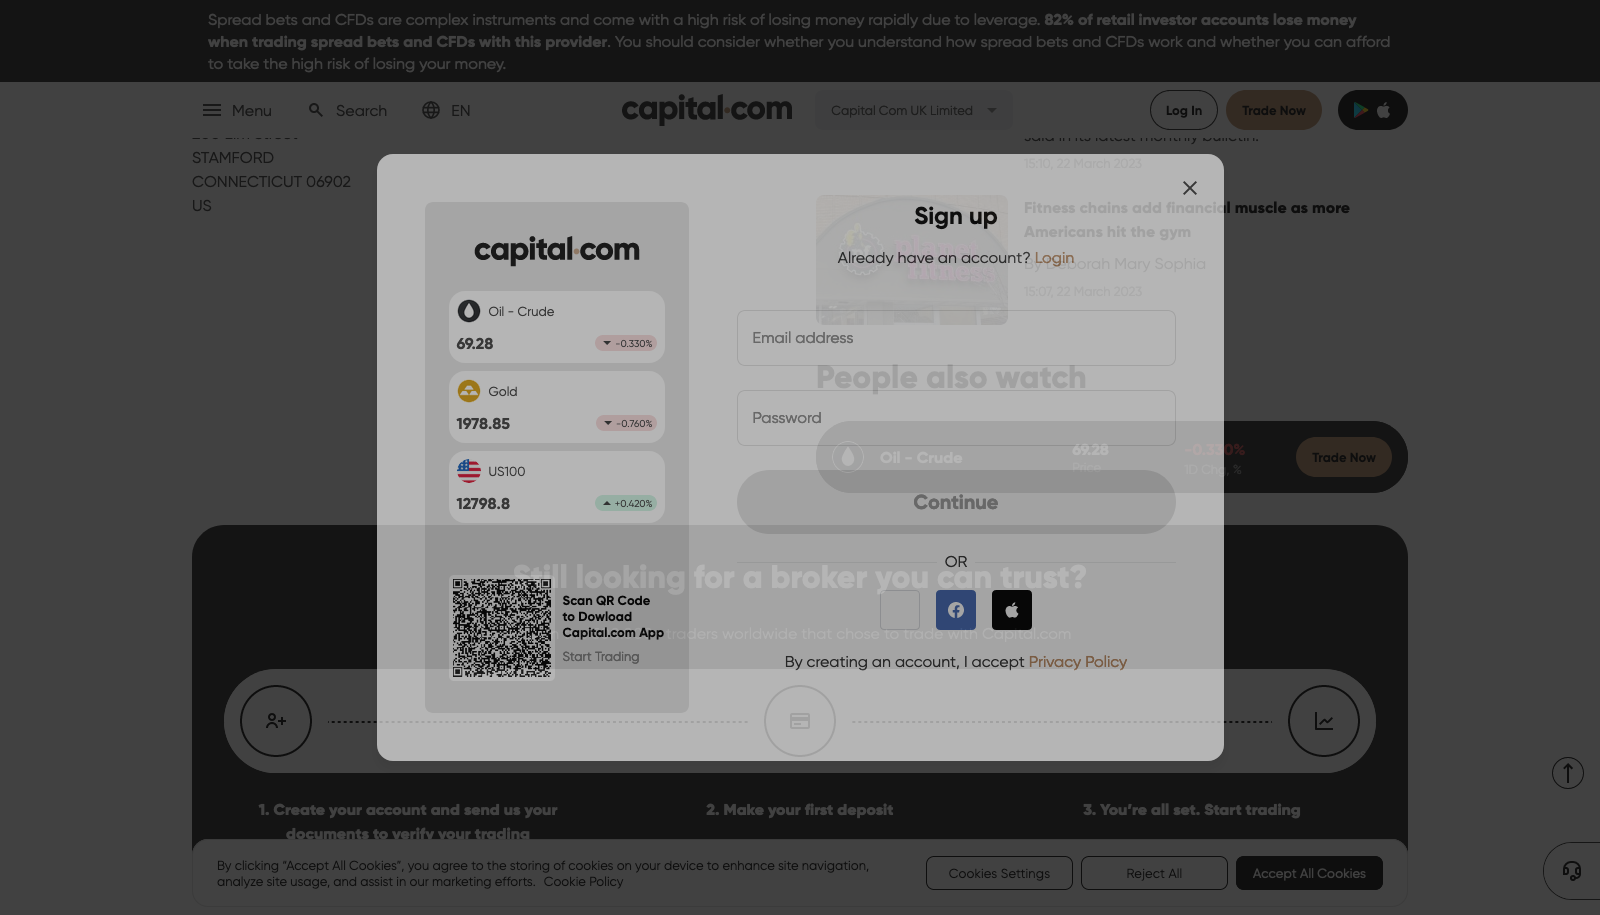 Spread bets and CFDs are complex instruments and come with a high risk of losing money rapidly due to leverage. 82% of retail investor accounts lose money
when trading spread bets and CFDs with this provider. You should consider whether you understand how spread bets and CFDs work and whether you can afford
to take the high risk of losing your money.
Menu
Search
EN
capital.com
Capital Com UK Limited
Log In
Trade Now
said in its latest monthly bulletin.
STAMFORD
CONNECTICUT 06902
US
15:10, 22 March 2023
Fitness chains add financial muscle as more
Americans hit the gym
By Deborah Mary Sophia
15:07, 22 March 2023
capital.com
Oil - Crude
69.28
-0.330%
Gold
1978.85
-0.760%
US100
12798.8
+0.420%
Scan QR Code
to Dowload
Capital.com App
Start Trading
Sign up
Already have an account? Login
Email address
Password
Continue
OR
By creating an account, I accept Privacy Policy
People also watch
Oil - Crude
69.28
Price
-0.330%
1D Chg, %
Trade Now
Still looking for a broker you can trust?
traders worldwide that chose to trade with Capital.com
1. Create your account and send us your
documents to verify your trading
2. Make your first deposit
3. You're all set. Start trading
By clicking "Accept All Cookies", you agree to the storing of cookies on your device to enhance site navigation,
analyze site usage, and assist in our marketing efforts. Cookie Policy
Cookies Settings
Reject All
Accept All Cookies